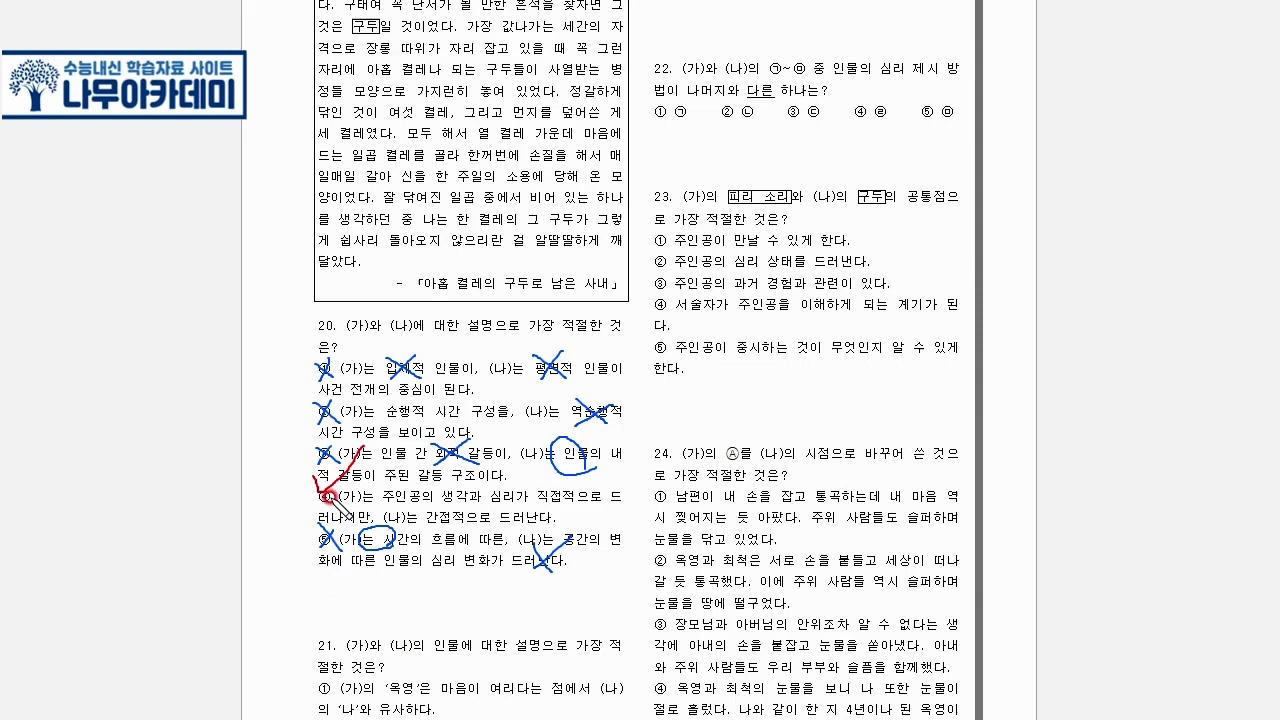 수능내신 학습자료 사이트
나무아카데미
다. 구태여 꼭 난서가 될 만한 흔적을 찾자면 그
것은 구두일 것이었다. 가장 값나가는 세간의 자
격으로 장롱 따위가 자리 잡고 있을 때 꼭 그런
자리에 아홉 켤레나 되는 구두들이 사열받는 병
정들 모양으로 가지런히 놓여 있었다. 정갈하게
닦인 것이 여섯 켤레, 그리고 먼지를 덮어쓴 게
세 켤레였다. 모두 해서 열 켤레 가운데 마음에
드는 일곱 켤레를 골라 한꺼번에 손질을 해서 매
일매일 갈아 신을 한 주일의 소용에 당해 온 모
양이었다. 잘 닦여진 일곱 중에서 비어 있는 하나
를 생각하던 중 나는 한 켤레의 그 구두가 그렇
게 쉽사리 돌아오지 않으리란 걸 알딸딸하게 깨
달았다.
- 「아홉 켤레의 구두로 남은 사내」
20. (가)와 (나)에 대한 설명으로 가장 적절한 것
은?
① (가)는 입체적 인물이, (나)는 평면적 인물이
사건 전개의 중심이 된다.
② (가)는 순행적 시간 구성을, (나)는 역순행적
시간 구성을 보이고 있다.
③ (가)는 인물 간 외적 갈등이, (나)는 인물의 내
적 갈등이 주된 갈등 구조이다.
④ (가)는 주인공의 생각과 심리가 직접적으로 드
러나지만, (나)는 간접적으로 드러난다.
⑤ (가)는 시간의 흐름에 따른, (나)는 공간의 변
화에 따른 인물의 심리 변화가 드러난다.
21. (가)와 (나)의 인물에 대한 설명으로 가장 적
절한 것은?
① (가)의 '옥영'은 마음이 여리다는 점에서 (나)
의 '나'와 유사하다.
22. (가)와 (나)의 ㉠~㉤ 중 인물의 심리 제시 방
법이 나머지와 다른 하나는?
① ㉠ ② ㉡ ③ ㉢ ④ ㉣ ⑤ ㉤
23. (가)의 피리 소리와 (나)의 구두의 공통점으
로 가장 적절한 것은?
① 주인공이 만날 수 있게 한다.
② 주인공의 심리 상태를 드러낸다.
③ 주인공의 과거 경험과 관련이 있다.
④ 서술자가 주인공을 이해하게 되는 계기가 된
다.
⑤ 주인공이 중시하는 것이 무엇인지 알 수 있게
한다.
24. (가)의 Ⓐ를 (나)의 시점으로 바꾸어 쓴 것으
로 가장 적절한 것은?
① 남편이 내 손을 잡고 통곡하는데 내 마음 역
시 찢어지는 듯 아팠다. 주위 사람들도 슬퍼하며
눈물을 닦고 있었다.
② 옥영과 최척은 서로 손을 붙들고 세상이 떠나
갈 듯 통곡했다. 이에 주위 사람들 역시 슬퍼하며
눈물을 땅에 떨구었다.
③ 장모님과 아버님의 안위조차 알 수 없다는 생
각에 아내의 손을 붙잡고 눈물을 쏟아냈다. 아내
와 주위 사람들도 우리 부부와 슬픔을 함께했다.
④ 옥영과 최척의 눈물을 보니 나 또한 눈물이
절로 흘렀다. 나와 같이 한 지 4년이나 된 옥영이